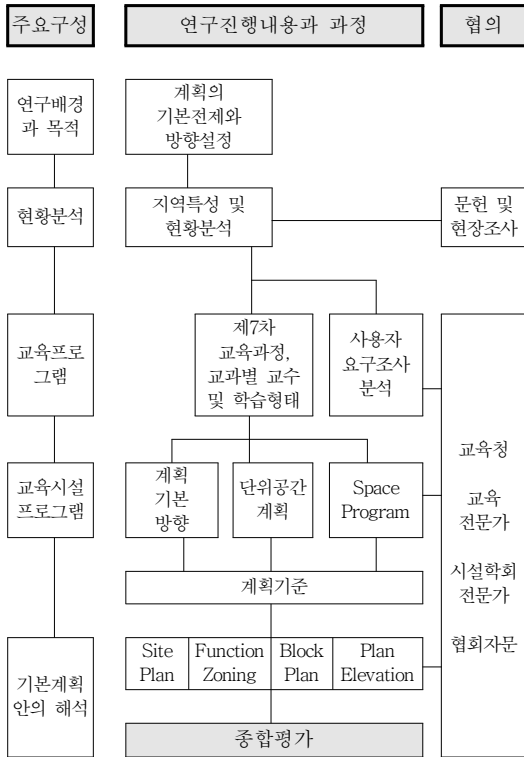 주요구성
연구진행내용과 과정
협의
연구배경
과 목적
계획의
기본전제와
방향설정
현황분석
지역특성 및
현황분석
문헌 및
현장조사
교육프로
그램
제7차
교육과정,
교과별 교수
및 학습형태
사용자
요구조사
분석
교육시설
프로그램
계획
기본
방향
단위공간
계획
Space
Program
계획기준
교육청
교육
전문가
시설학회
전문가
협회자문
기본계획
안의 해석
Site
Plan
Function
Zoning
Block
Plan
Plan
Elevation
종합평가